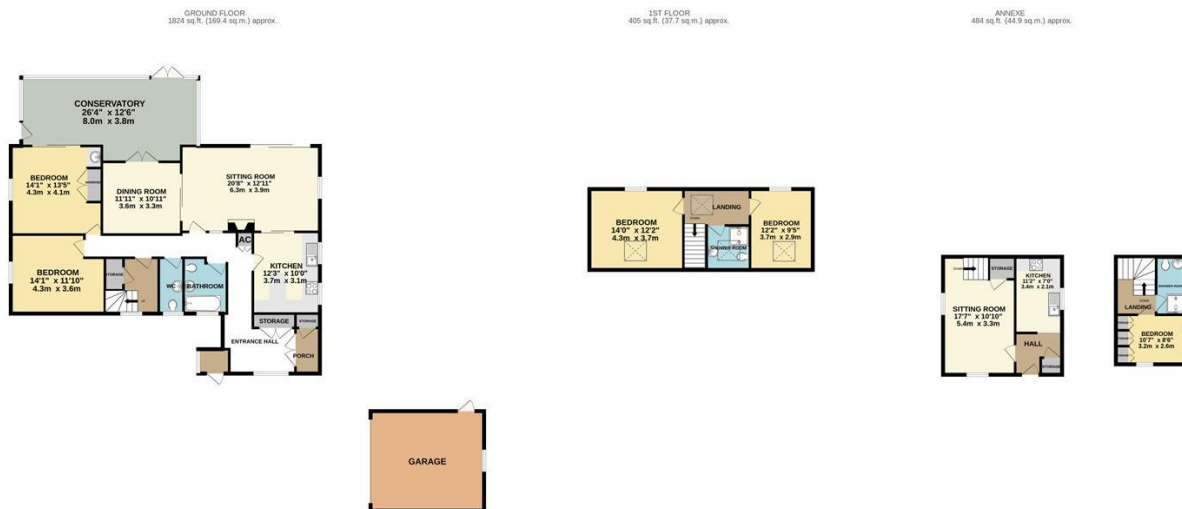 GROUND FLOOR
1824 sq.ft. (169.4 sq.m.) approx.
1ST FLOOR
405 sq.ft. (37.7 sq.m.) approx.
ANNEXE
484 sq.ft. (44.9 sq.m.) approx.
CONSERVATORY
26'4" x 12'6"
8.0m x 3.8m
BEDROOM
14'1" x 13'5"
4.3m x 4.1m
DINING ROOM
11'11" x 10'11"
3.6m x 3.3m
SITTING ROOM
20'8" x 12'11"
6.3m x 3.9m
BEDROOM
14'1" x 11'10"
4.3m x 3.6m
STORAGE
UP
WC
BATHROOM
AC
KITCHEN
12'3" x 10'0"
3.7m x 3.1m
STORAGE
STORAGE
ENTRANCE HALL
PORCH
GARAGE
BEDROOM
14'0" x 12'2"
4.3m x 3.7m
LANDING
DOWN
SHOWER ROOM
BEDROOM
12'2" x 9'5"
3.7m x 2.9m
DOWN
STORAGE
KITCHEN
11'2" x 7'0"
3.4m x 2.1m
SITTING ROOM
17'7" x 10'10"
5.4m x 3.3m
HALL
STORAGE
SHOWER ROOM
DOWN
LANDING
BEDROOM
10'7" x 8'6"
3.2m x 2.6m